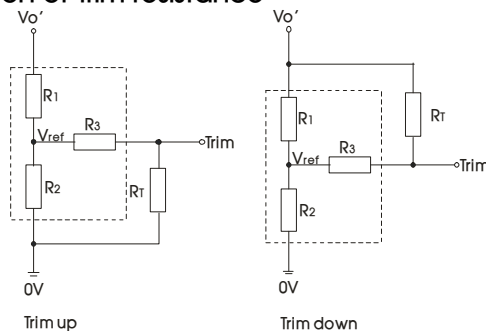 Vo'
R1
Vref
R3
Trim
R2
RT
0V
Trim up
Vo'
R1
RT
Vref
R3
Trim
R2
0V
Trim down